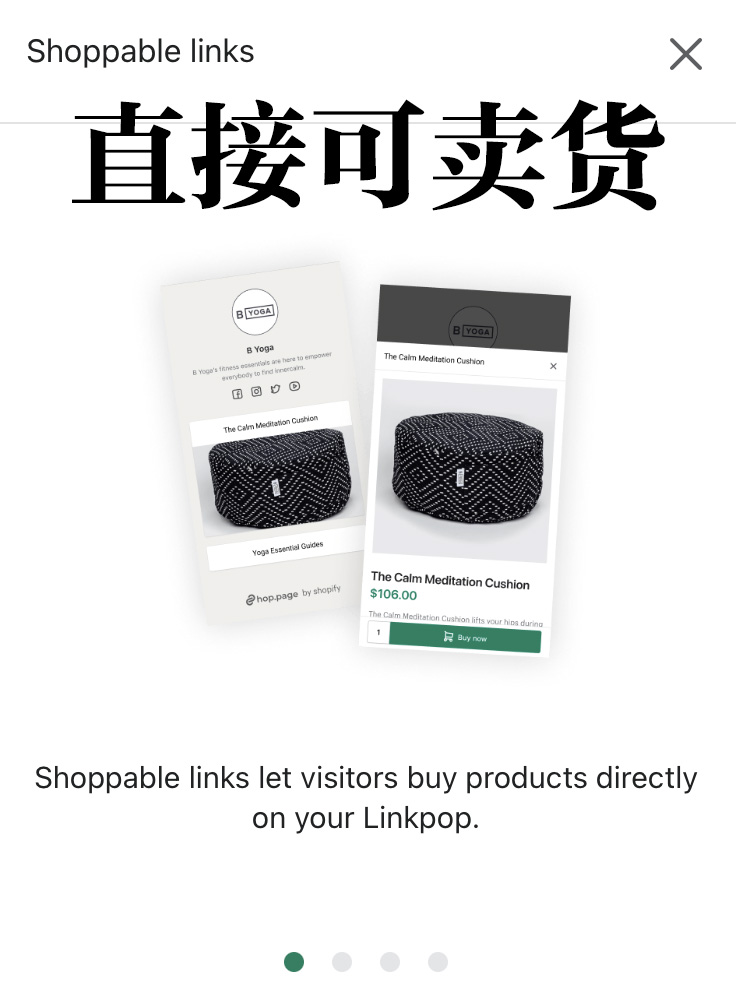 Shoppable links
直接可卖货
B YOGA
B Yoga
B Yoga's fitness essentials are here to empower
everybody to find innercalm.
The Calm Meditation Cushion
Yoga Essential Guides
hop.page by shopify
B YOGA
The Calm Meditation Cushion
The Calm Meditation Cushion
$106.00
The Calm Meditation Cushion lifts your hips during
1
Buy now
Shoppable links let visitors buy products directly
on your Linkpop.